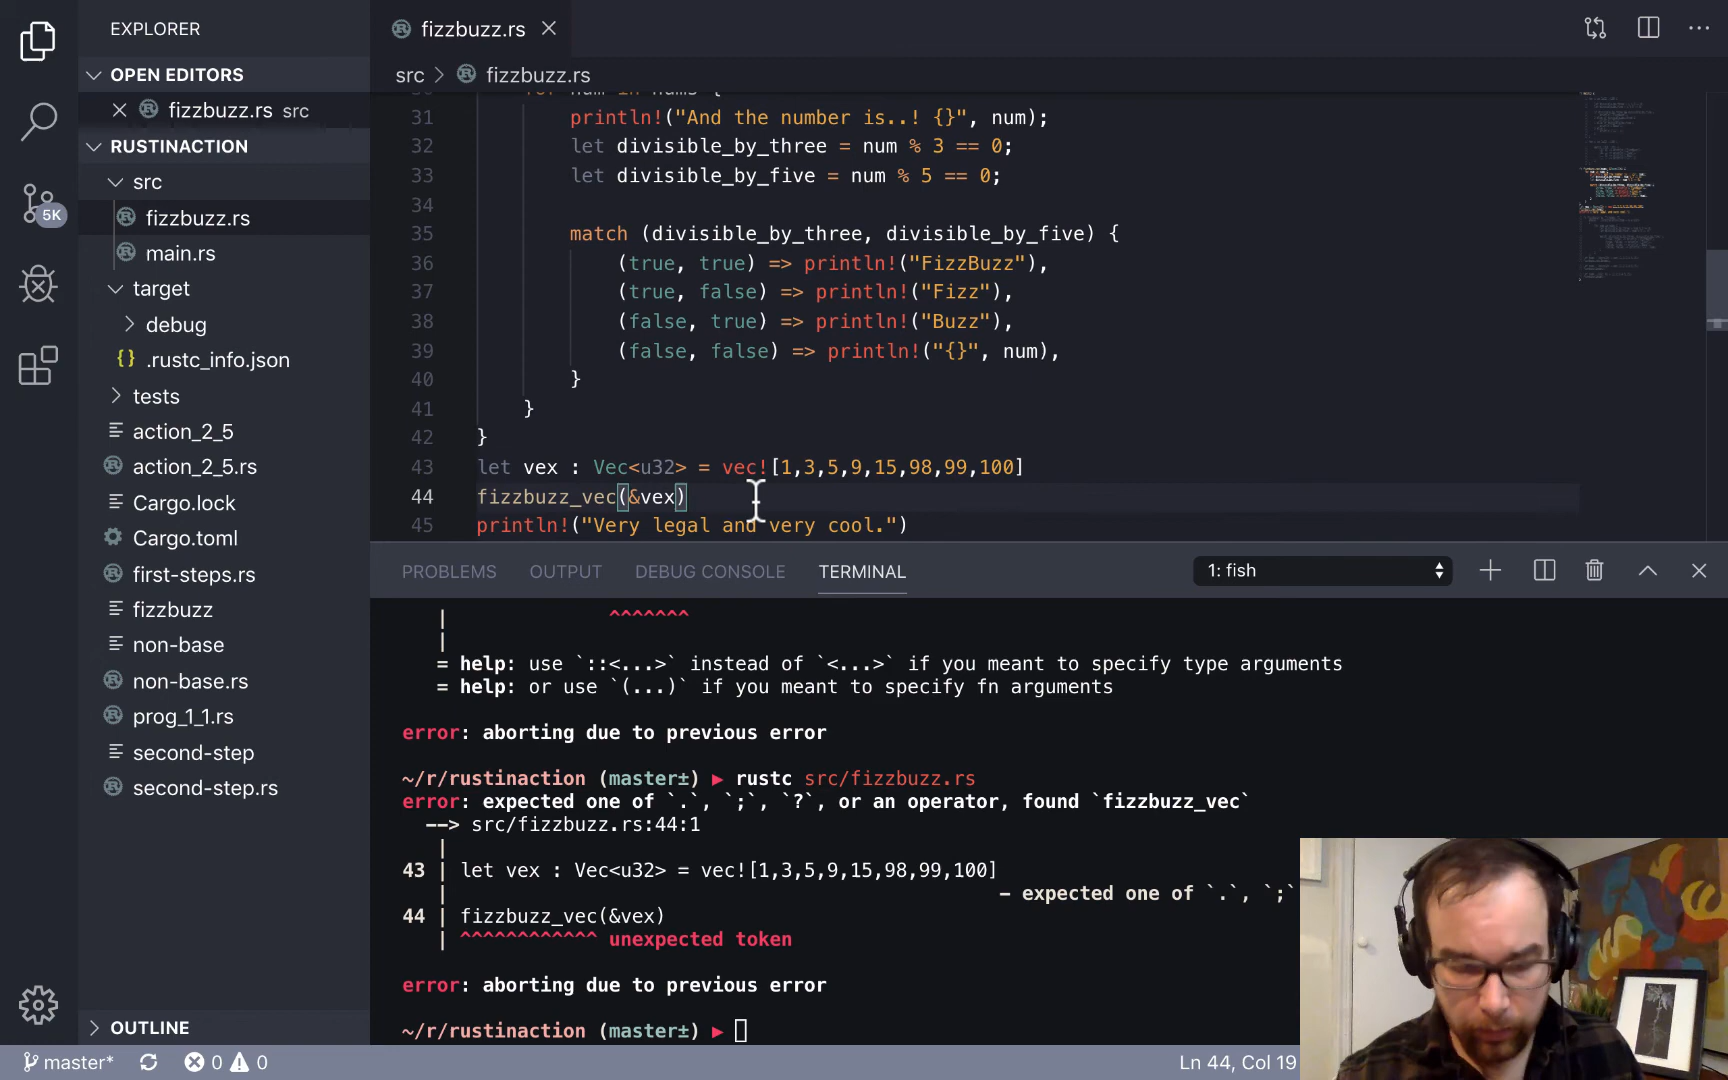 EXPLORER
OPEN EDITORS
fizzbuzz.rs src
RUSTINACTION
src
fizzbuzz.rs
main.rs
target
debug
{} .rustc_info.json
tests
action_2_5
action_2_5.rs
Cargo.lock
Cargo.toml
first-steps.rs
fizzbuzz
non-base
non-base.rs
prog_1_1.rs
second-step
second-step.rs
OUTLINE
5K
fizzbuzz.rs
src > fizzbuzz.rs
31 println!("And the number is..! {}", num);
32 let divisible_by_three = num % 3 == 0;
33 let divisible_by_five = num % 5 == 0;
34
35 match (divisible_by_three, divisible_by_five) {
36 (true, true) => println!("FizzBuzz"),
37 (true, false) => println!("Fizz"),
38 (false, true) => println!("Buzz"),
39 (false, false) => println!("{}", num),
40 }
41 }
42 }
43 let vex : Vec<u32> = vec![1,3,5,9,15,98,99,100]
44 fizzbuzz_vec(&vex)
45 println!("Very legal and very cool.")
PROBLEMS OUTPUT DEBUG CONSOLE TERMINAL 1: fish
| ^^^^^^^
|
= help: use `::<...>` instead of `<...>` if you meant to specify type arguments
= help: or use `(...)` if you meant to specify fn arguments
error: aborting due to previous error
~/r/rustinaction (master±) ▶ rustc src/fizzbuzz.rs
error: expected one of `.`, `;`, `?`, or an operator, found `fizzbuzz_vec`
--> src/fizzbuzz.rs:44:1
|
43 | let vex : Vec<u32> = vec![1,3,5,9,15,98,99,100]
| - expected one of `.`, `;`
44 | fizzbuzz_vec(&vex)
| ^^^^^^^^^^^^ unexpected token
error: aborting due to previous error
~/r/rustinaction (master±) ▶
master* 0 0 Ln 44, Col 19